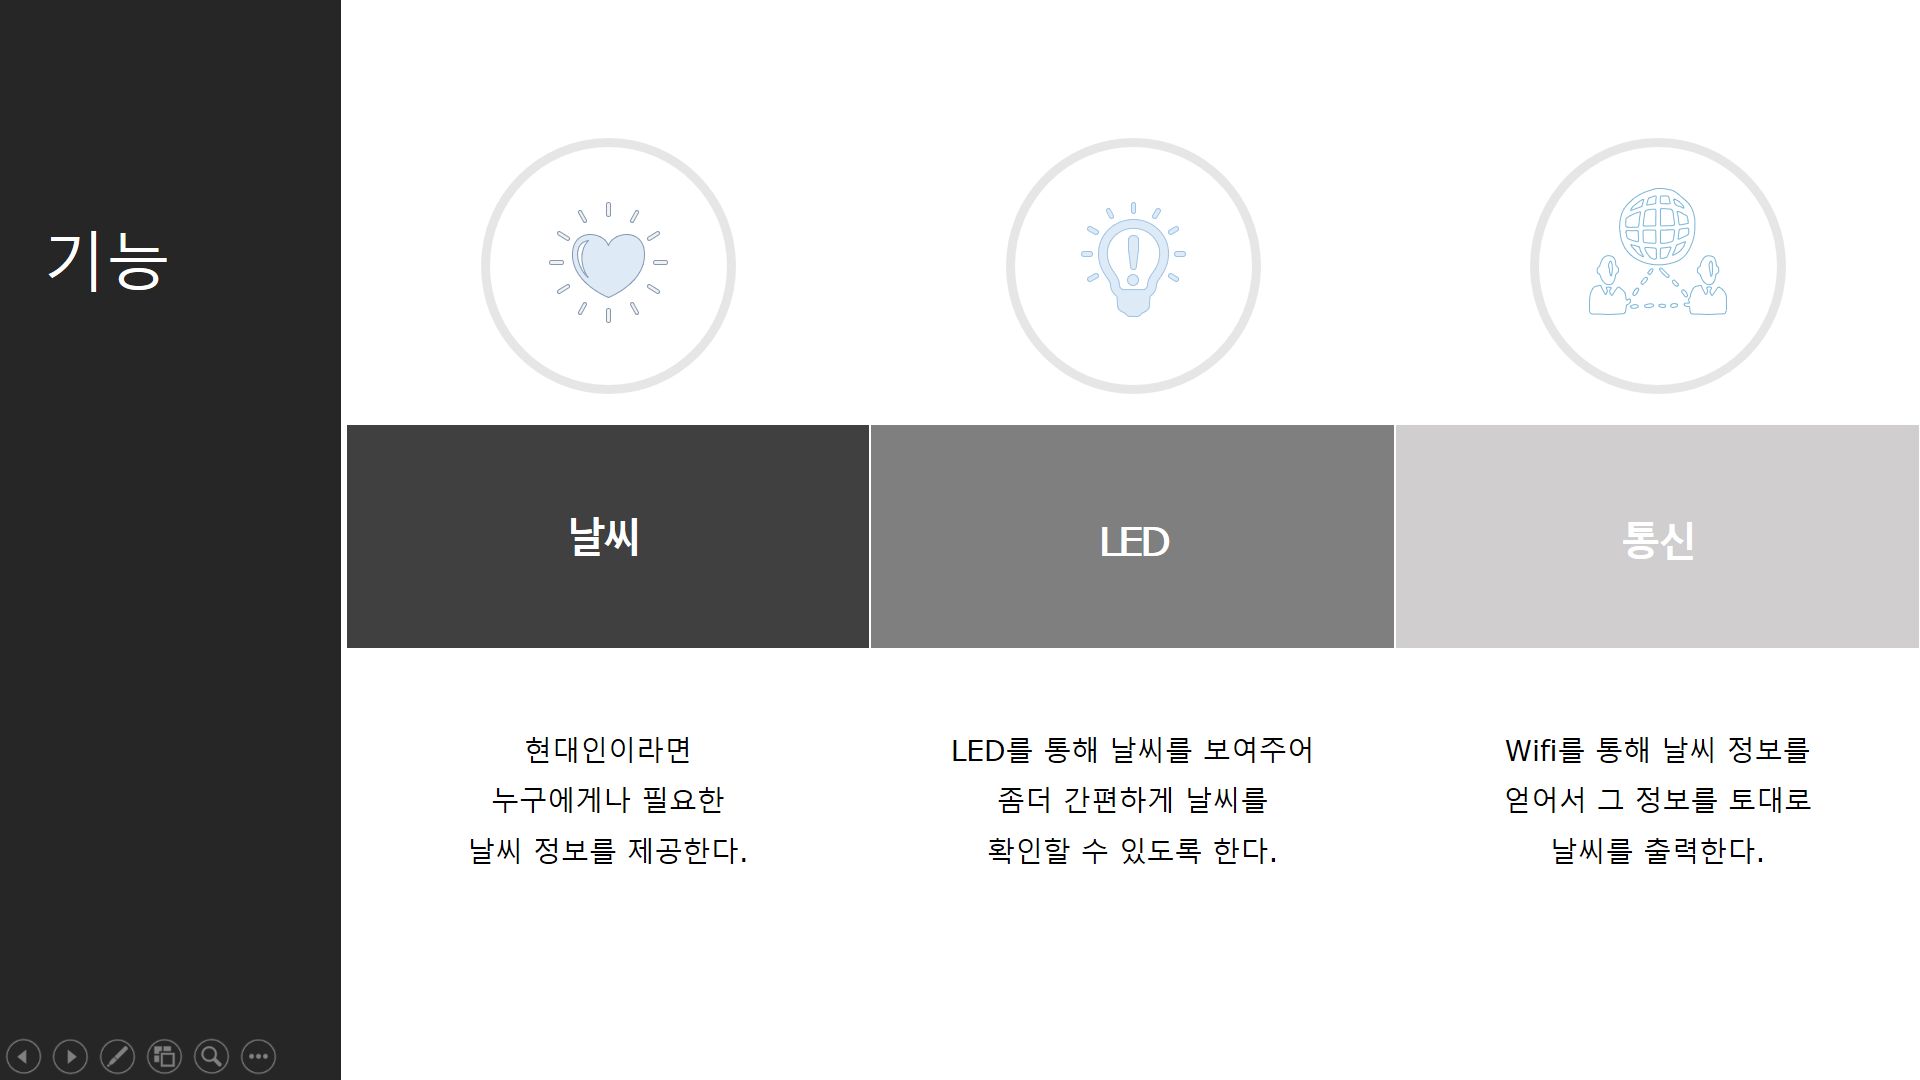 기능
날씨
LED
통신
현대인이라면
누구에게나 필요한
날씨 정보를 제공한다.
LED를 통해 날씨를 보여주어
좀더 간편하게 날씨를
확인할 수 있도록 한다.
Wifi를 통해 날씨 정보를
얻어서 그 정보를 토대로
날씨를 출력한다.